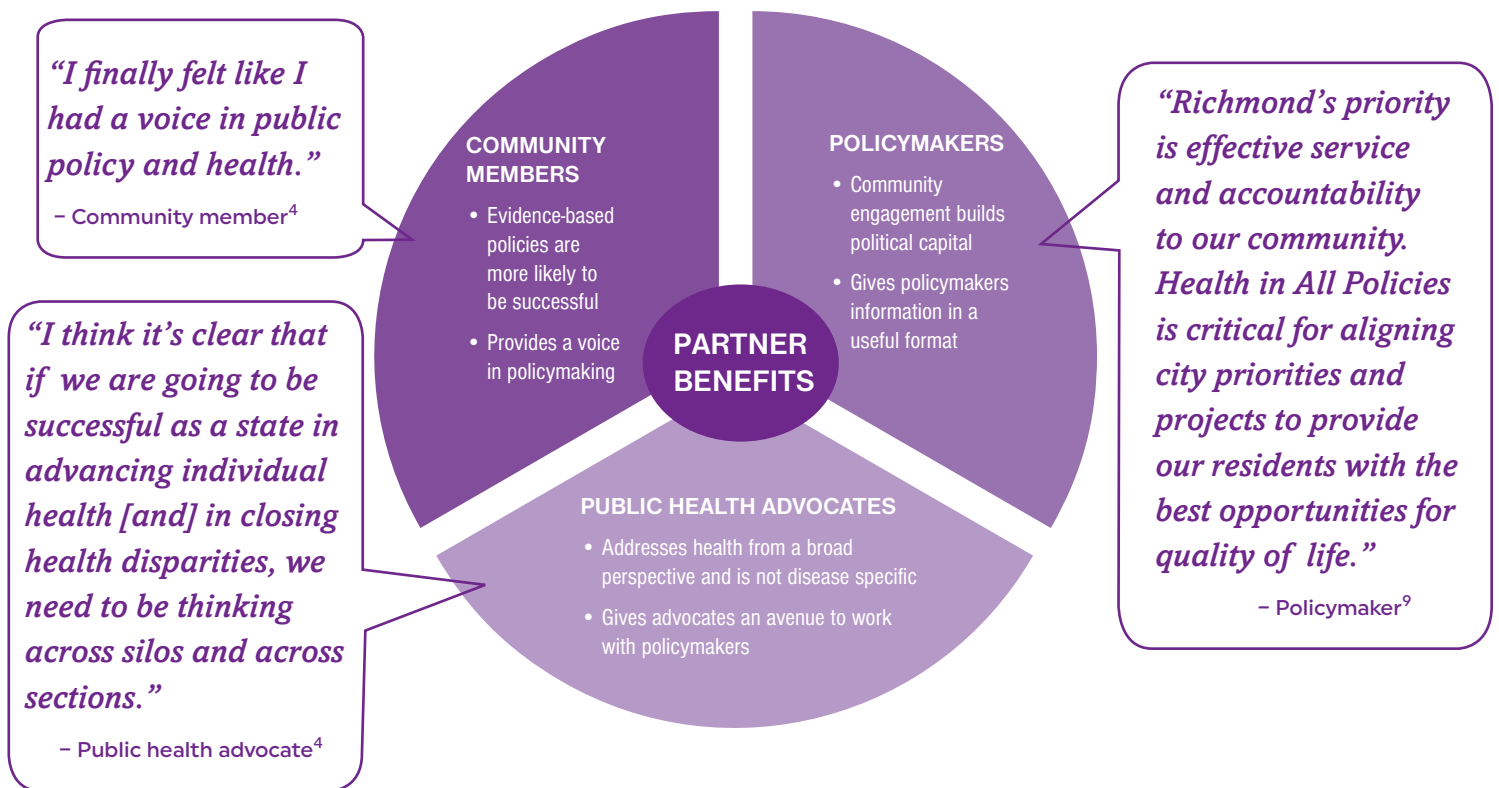 “I finally felt like I
had a voice in public
policy and health.”
– Community member4
“I think it’s clear that
if we are going to be
successful as a state in
advancing individual
health [and] in closing
health disparities, we
need to be thinking
across silos and across
sections.”
– Public health advocate4
COMMUNITY
MEMBERS
• Evidence-based
policies are
more likely to
be successful
• Provides a voice
in policymaking
PARTNER
BENEFITS
POLICYMAKERS
• Community
engagement builds
political capital
• Gives policymakers
information in a
useful format
PUBLIC HEALTH ADVOCATES
• Addresses health from a broad
perspective and is not disease specific
• Gives advocates an avenue to work
with policymakers
“Richmond’s priority
is effective service
and accountability
to our community.
Health in All Policies
is critical for aligning
city priorities and
projects to provide
our residents with the
best opportunities for
quality of life.”
– Policymaker9